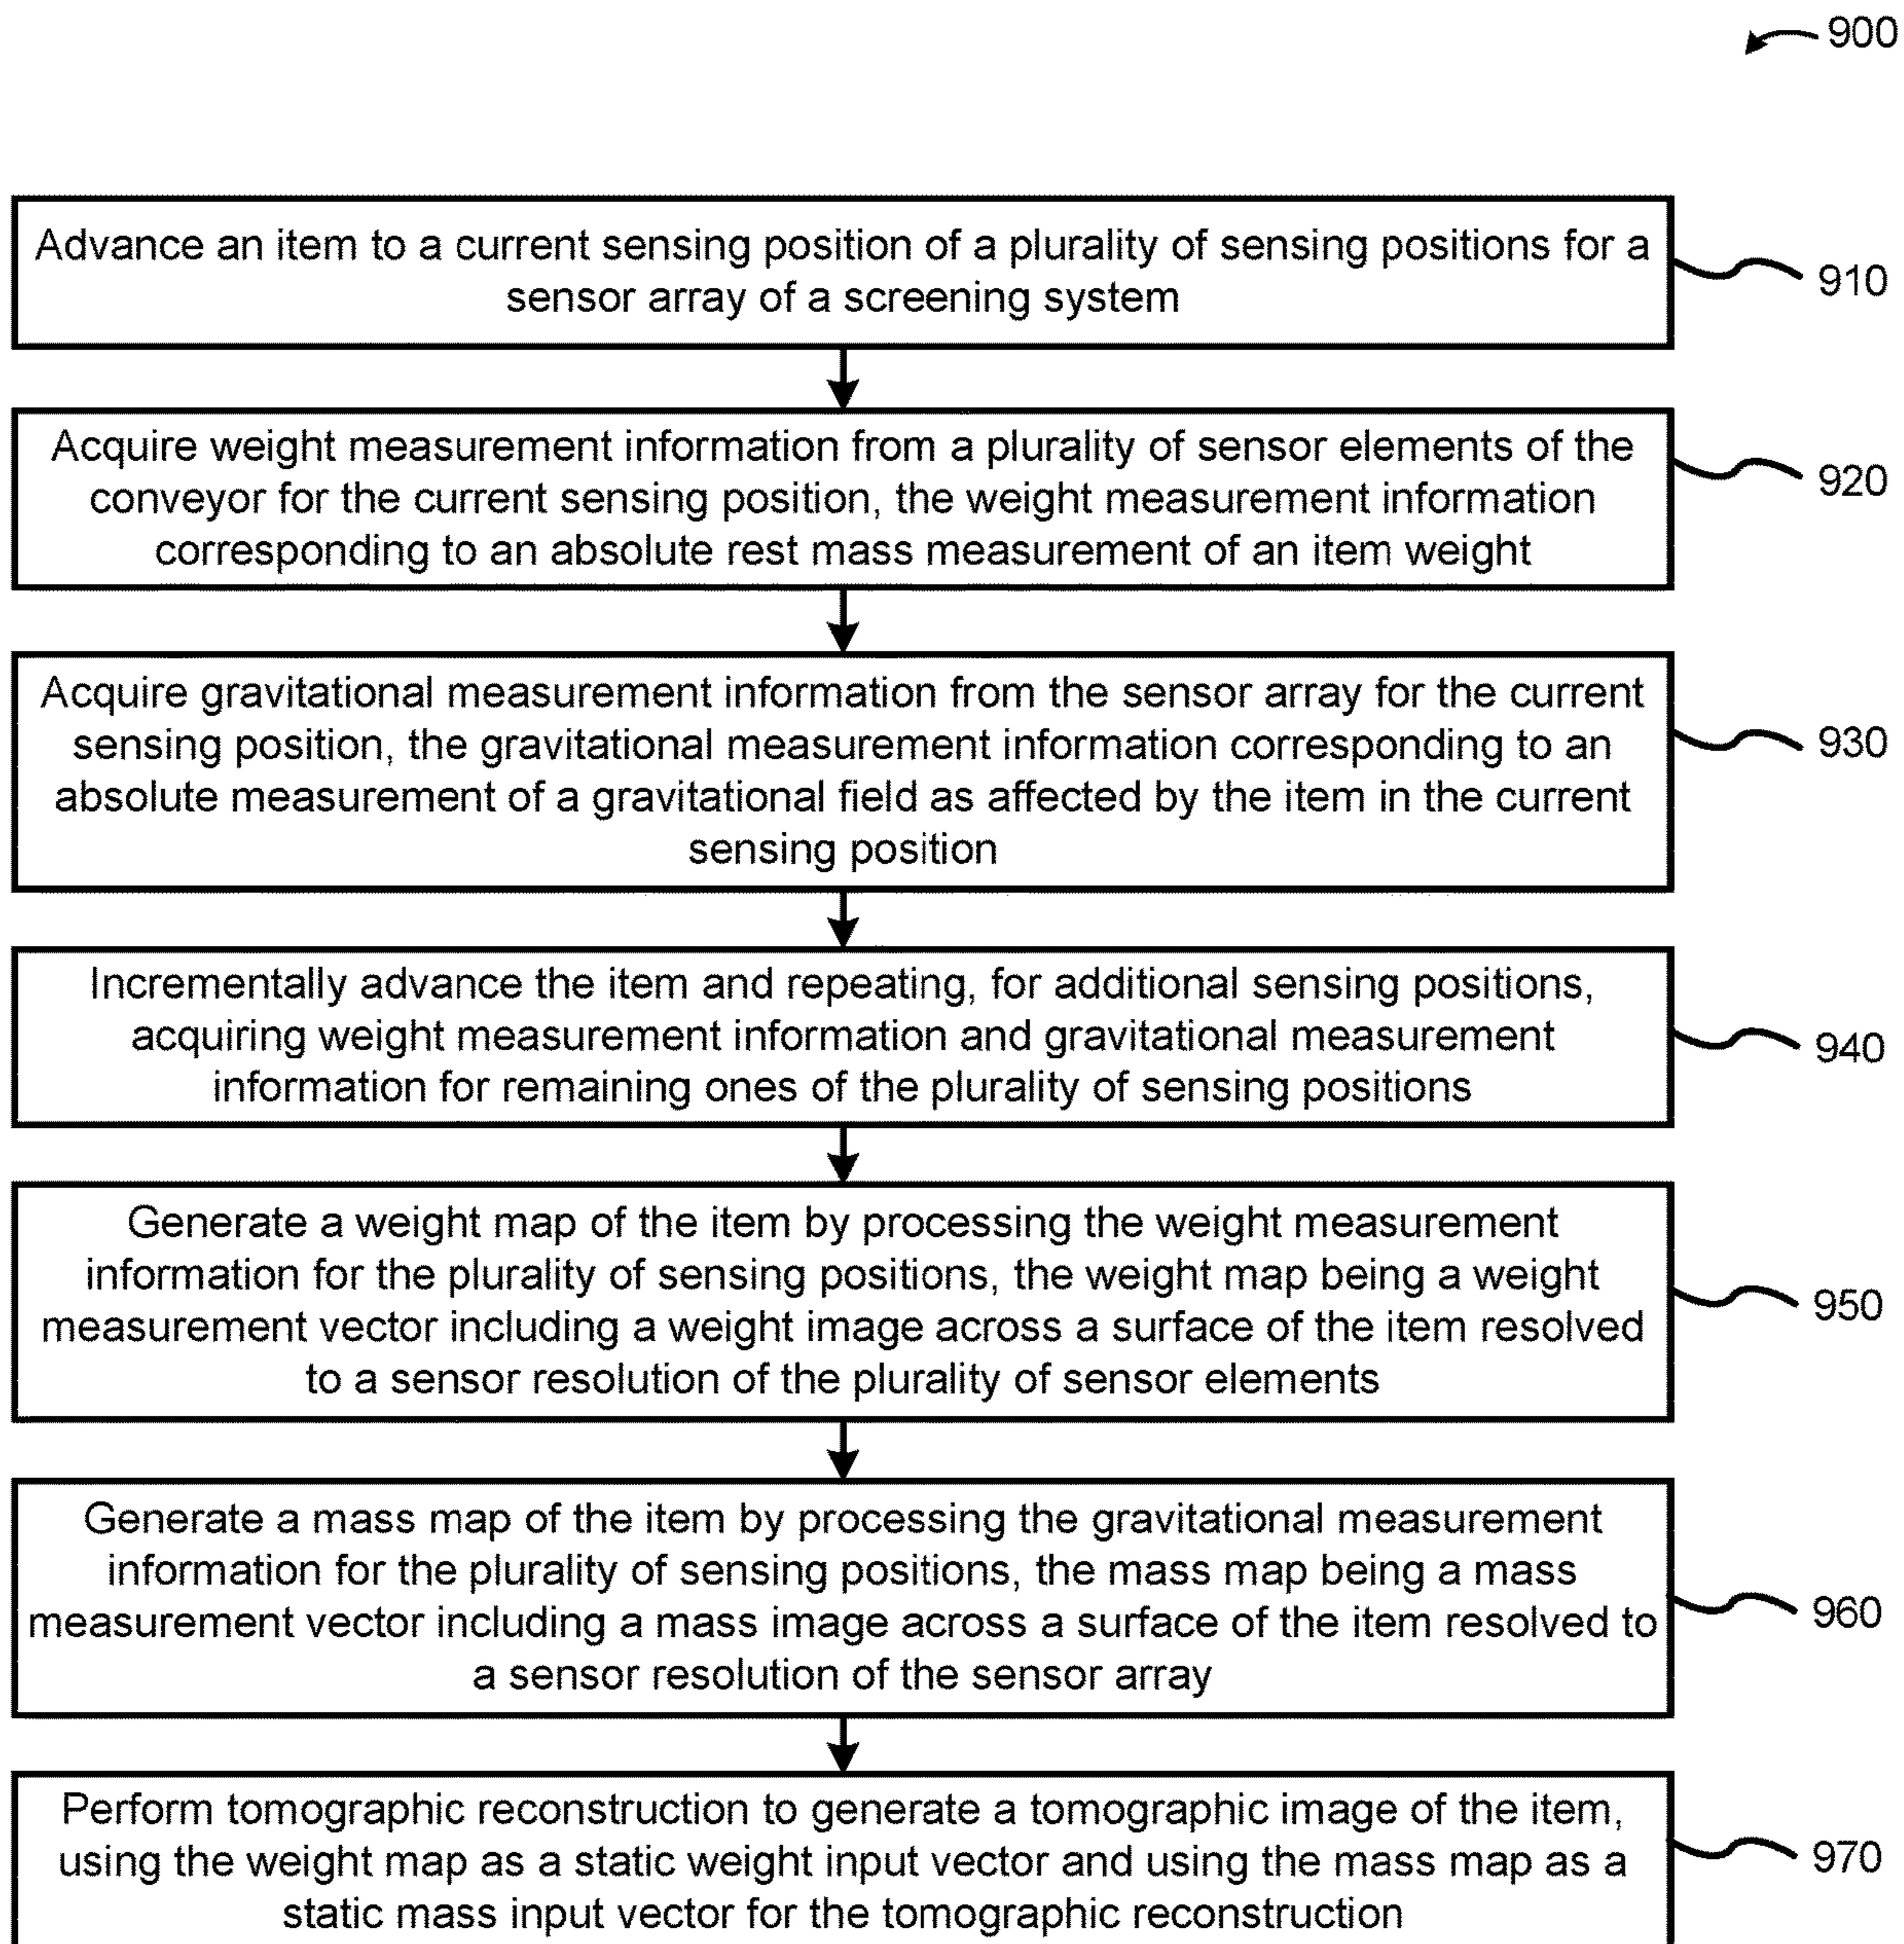 900
Advance an item to a current sensing position of a plurality of sensing positions for a
sensor array of a screening system
910
Acquire weight measurement information from a plurality of sensor elements of the
conveyor for the current sensing position, the weight measurement information
corresponding to an absolute rest mass measurement of an item weight
920
Acquire gravitational measurement information from the sensor array for the current
sensing position, the gravitational measurement information corresponding to an
absolute measurement of a gravitational field as affected by the item in the current
sensing position
930
Incrementally advance the item and repeating, for additional sensing positions,
acquiring weight measurement information and gravitational measurement
information for remaining ones of the plurality of sensing positions
940
Generate a weight map of the item by processing the weight measurement
information for the plurality of sensing positions, the weight map being a weight
measurement vector including a weight image across a surface of the item resolved
to a sensor resolution of the plurality of sensor elements
950
Generate a mass map of the item by processing the gravitational measurement
information for the plurality of sensing positions, the mass map being a mass
measurement vector including a mass image across a surface of the item resolved to
a sensor resolution of the sensor array
960
Perform tomographic reconstruction to generate a tomographic image of the item,
using the weight map as a static weight input vector and using the mass map as a
static mass input vector for the tomographic reconstruction
970